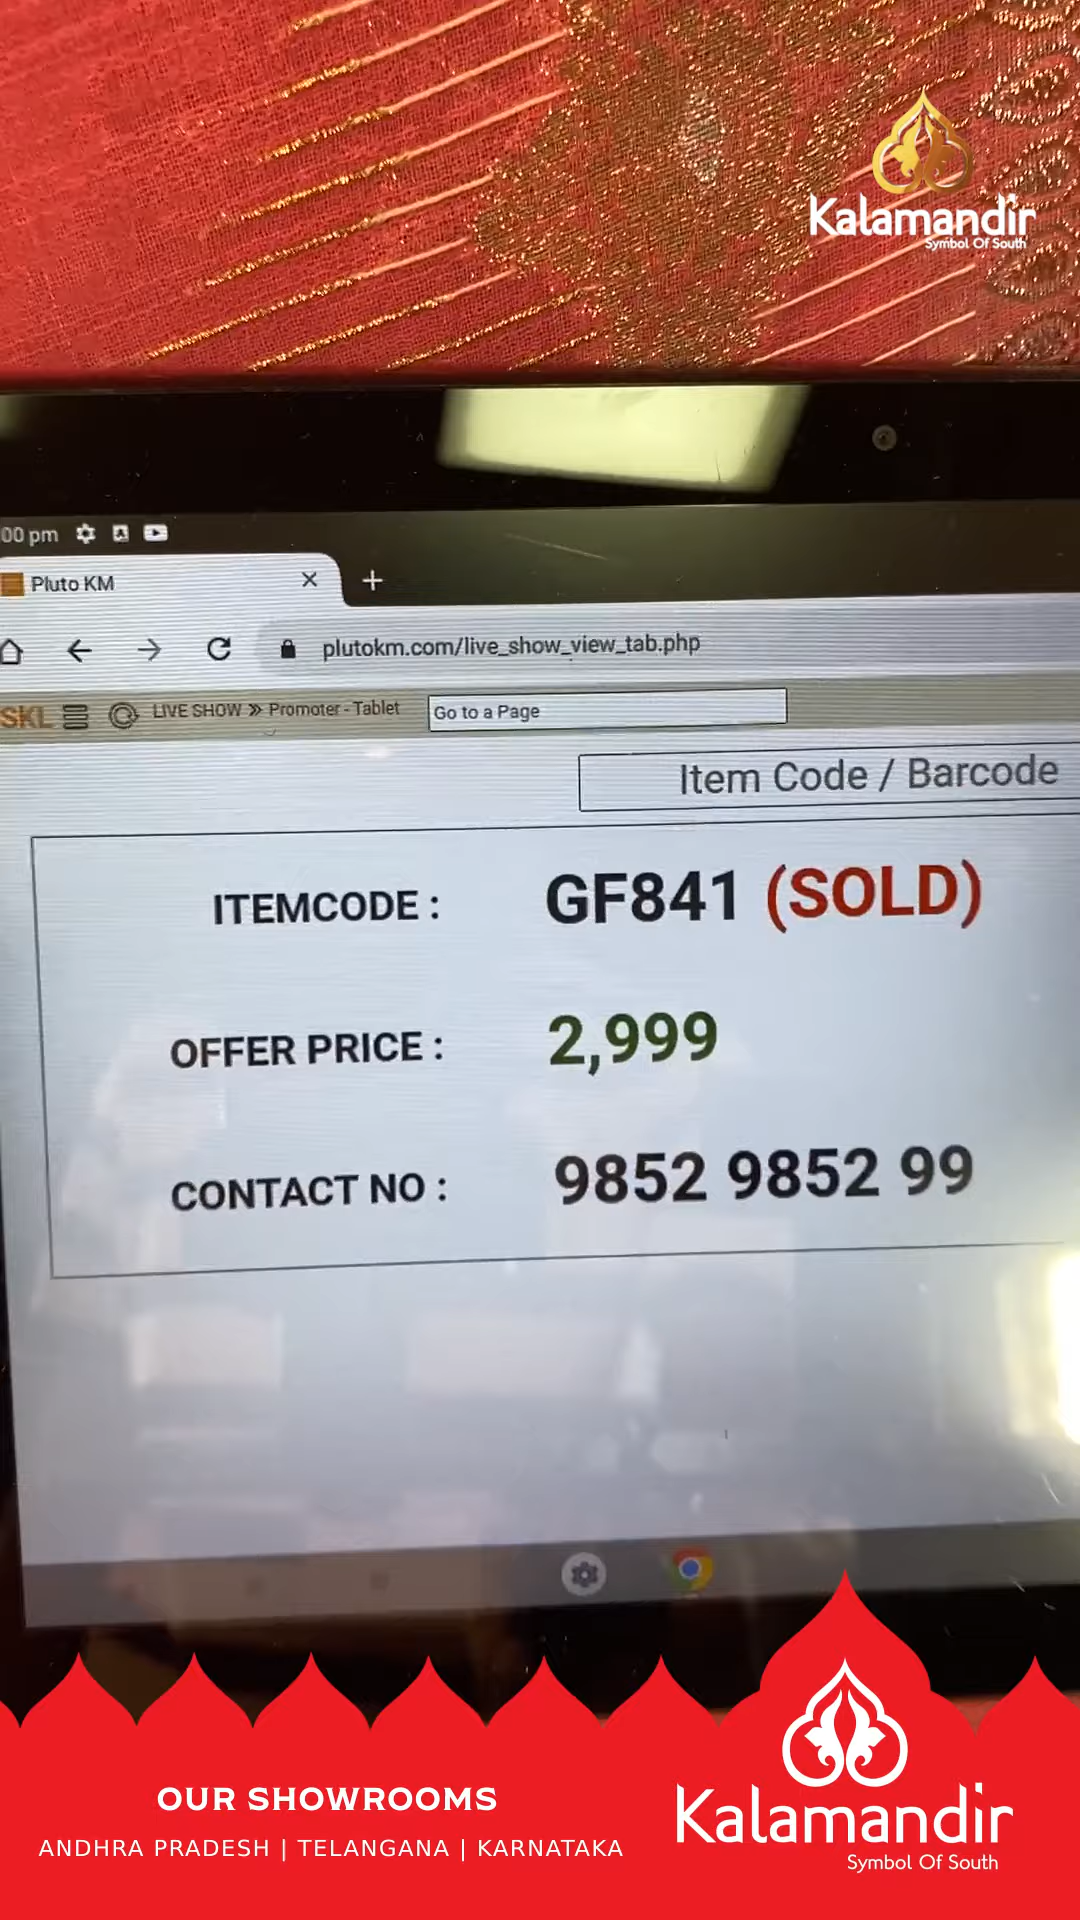 Kalamandir
Symbol Of South
00 pm
Pluto KM
plutokm.com/live_show_view_tab.php
SKL LIVE SHOW » Promoter - Tablet Go to a Page
Item Code / Barcode
ITEMCODE : GF841 (SOLD)
OFFER PRICE : 2,999
CONTACT NO : 9852 9852 99
OUR SHOWROOMS
ANDHRA PRADESH | TELANGANA | KARNATAKA
Kalamandir
Symbol Of South